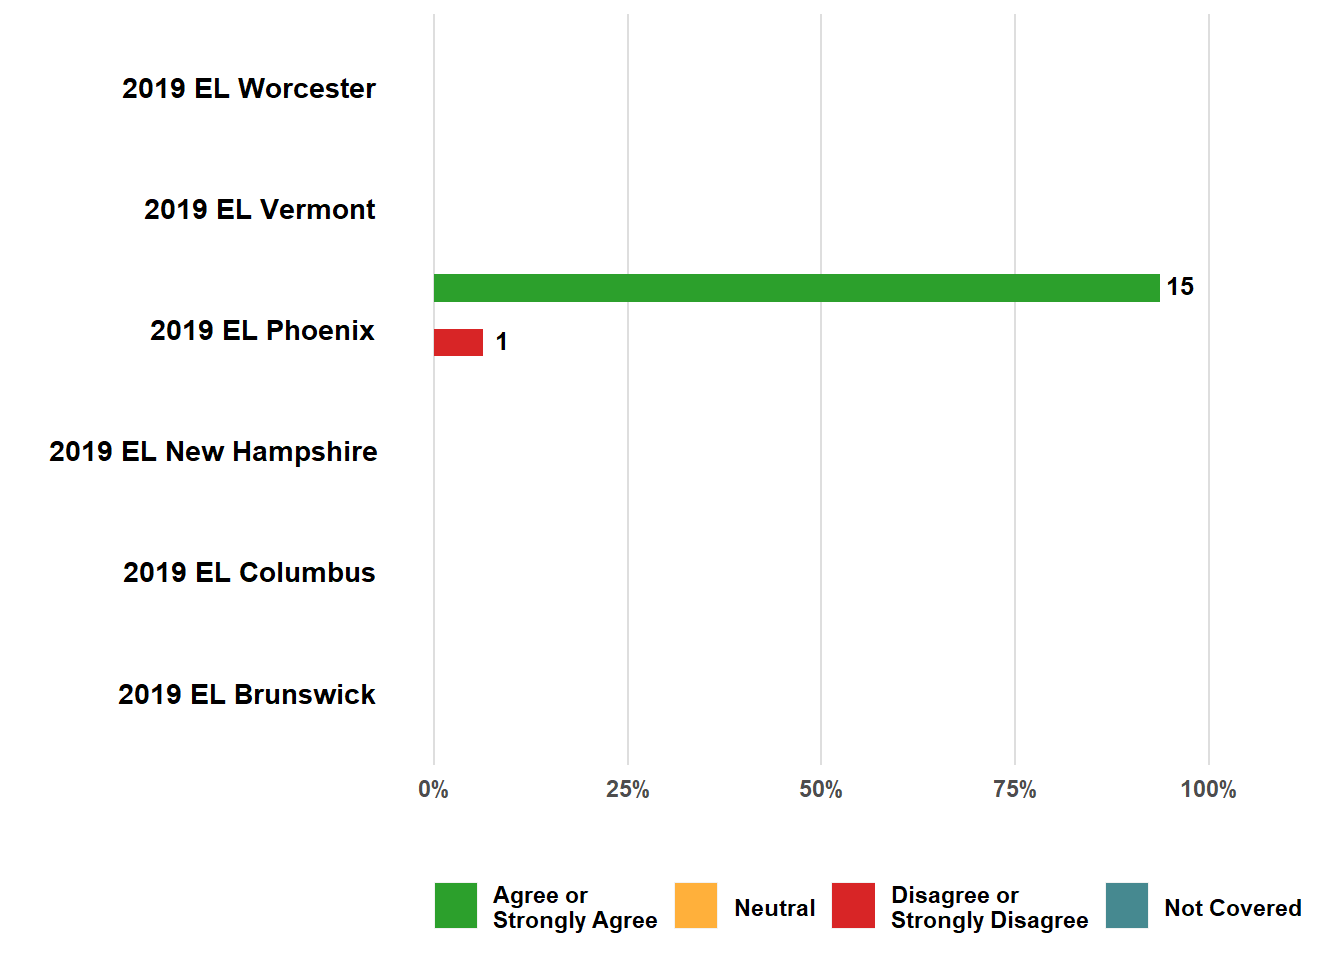 2019 EL Worcester
2019 EL Vermont
15
2019 EL Phoenix
1
2019 EL New Hampshire
2019 EL Columbus
2019 EL Brunswick
0% 25% 50% 75% 100%
Agree or
Strongly Agree
Neutral
Disagree or
Strongly Disagree
Not Covered